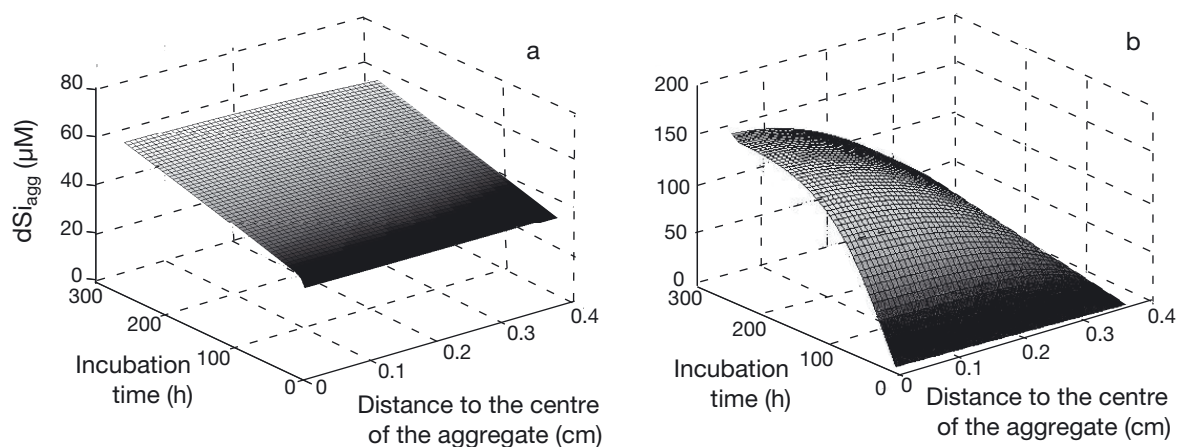 a
80
60
40
20
0
dSi_agg (µM)
300
200
100
0
Incubation
time (h)
0
0.1
0.2
0.3
0.4
Distance to the centre
of the aggregate (cm)
b
200
150
100
50
0
300
200
100
0
Incubation
time (h)
0
0.1
0.2
0.3
0.4
Distance to the centre
of the aggregate (cm)